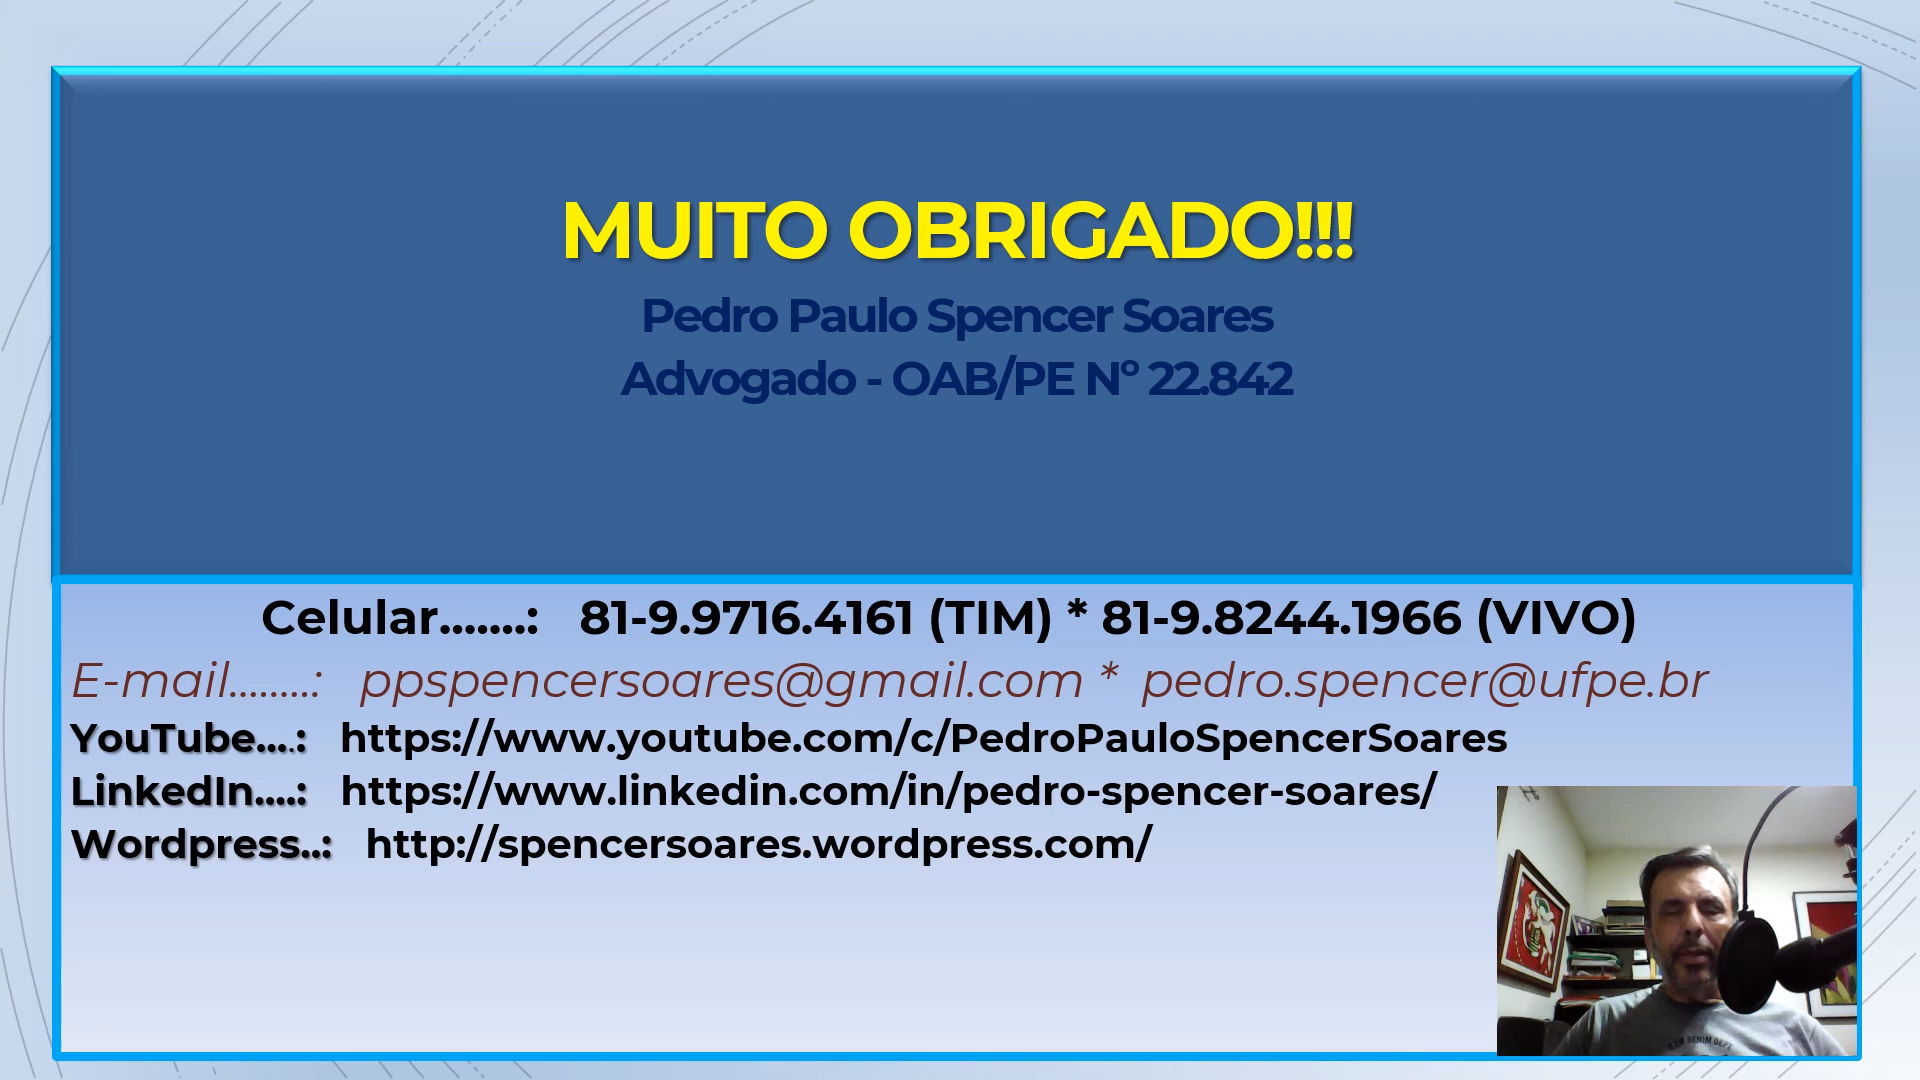 MUITO OBRIGADO!!!
Pedro Paulo Spencer Soares
Advogado - OAB/PE Nº 22.842
Celular.......: 81-9.9716.4161 (TIM) * 81-9.8244.1966 (VIVO)
E-mail........: ppspencersoares@gmail.com * pedro.spencer@ufpe.br
YouTube....: https://www.youtube.com/c/PedroPauloSpencerSoares
LinkedIn....: https://www.linkedin.com/in/pedro-spencer-soares/
Wordpress..: http://spencersoares.wordpress.com/
DENIM DEPT.